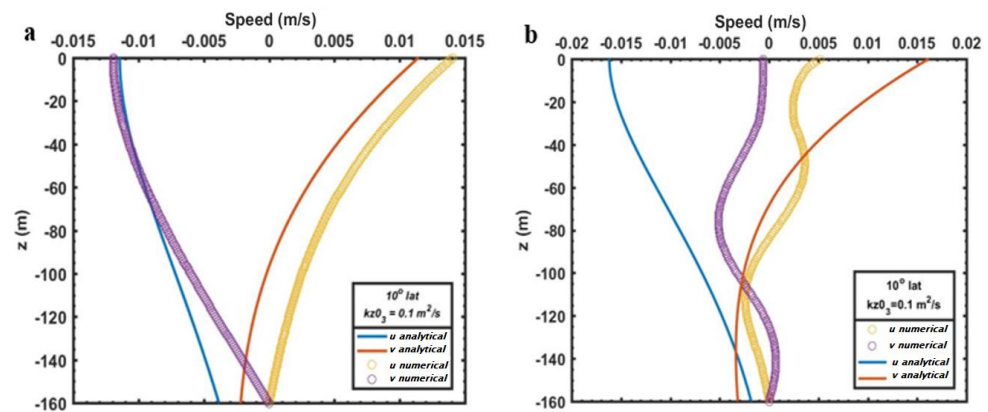 a
Speed (m/s)
-0.015 -0.01 -0.005 0 0.005 0.01 0.015
0
-20
-40
-60
-80
-100
-120
-140
-160
z (m)
10° lat
kz0₃ = 0.1 m²/s
u analytical
v analytical
u numerical
v numerical
b
Speed (m/s)
-0.02 -0.015 -0.01 -0.005 0 0.005 0.01 0.015 0.02
0
-20
-40
-60
-80
-100
-120
-140
-160
z (m)
10° lat
kz0₃=0.1 m²/s
u numerical
v numerical
u analytical
v analytical